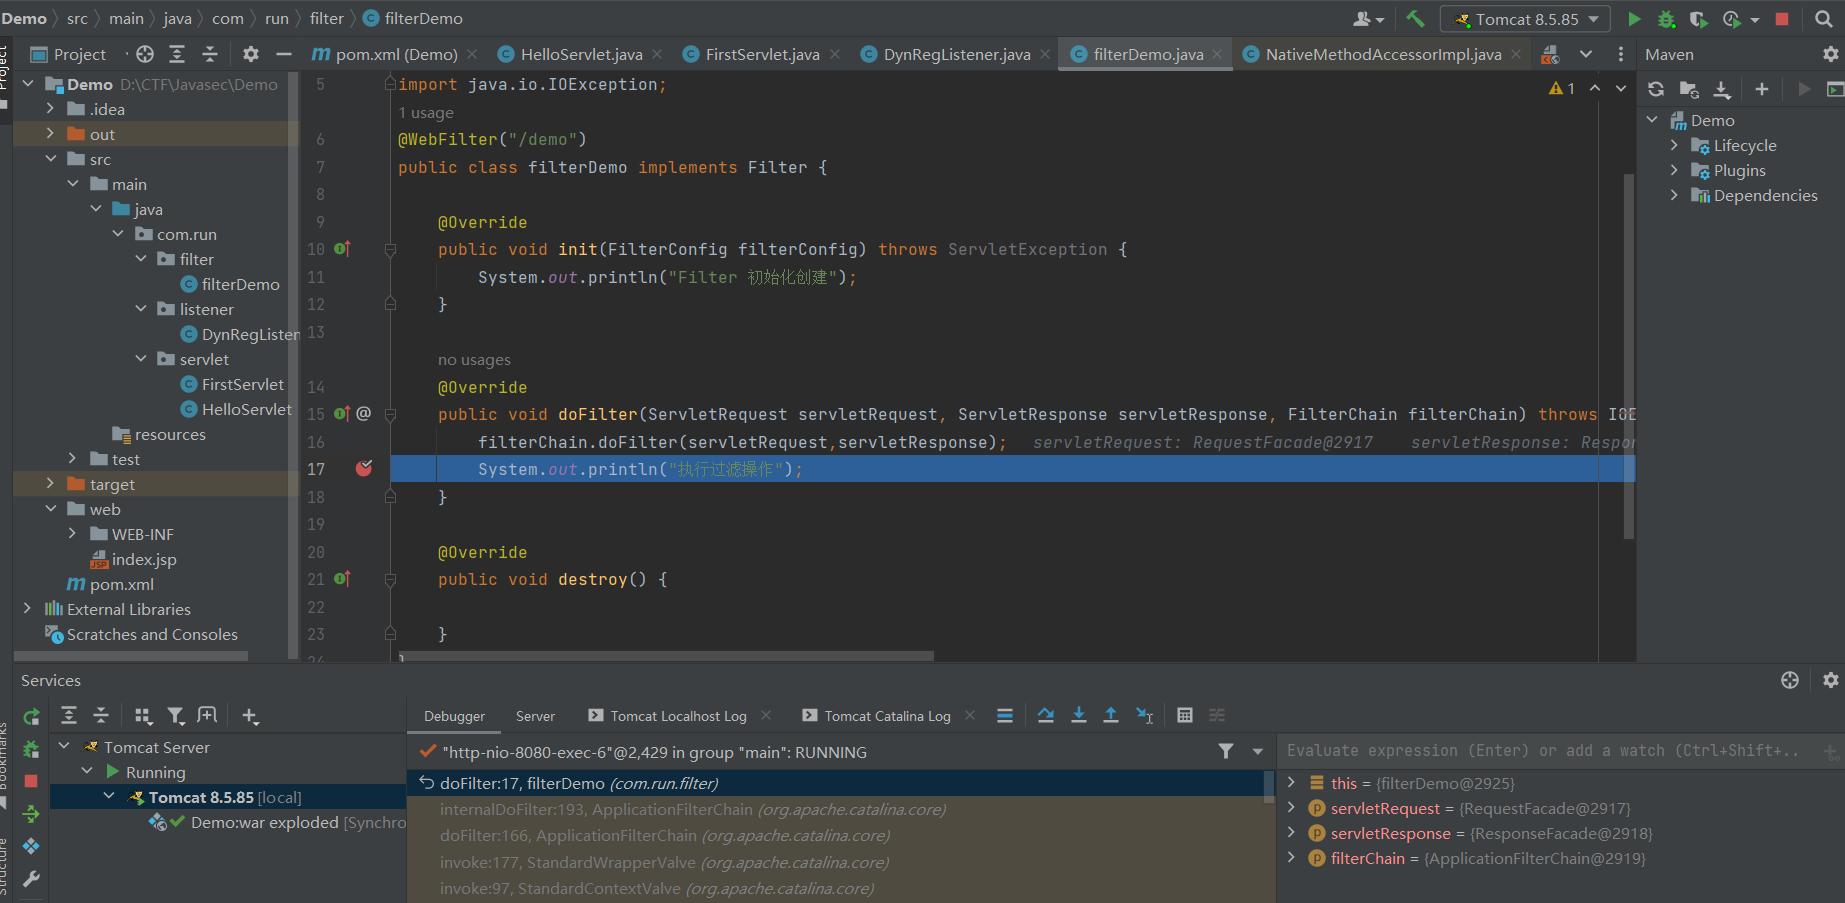 Demo 〉 src 〉 main 〉 java 〉 com 〉 run 〉 filter 〉 filterDemo
Tomcat 8.5.85
Project
pom.xml (Demo)
HelloServlet.java
FirstServlet.java
DynRegListener.java
filterDemo.java
NativeMethodAccessorImpl.java
Maven
Project
Demo D:\CTF\Javasec\Demo
.idea
out
src
main
java
com.run
filter
filterDemo
listener
DynRegListen
servlet
FirstServlet
HelloServlet
resources
test
target
web
WEB-INF
index.jsp
pom.xml
External Libraries
Scratches and Consoles
5 import java.io.IOException;
1 usage
6 @WebFilter("/demo")
7 public class filterDemo implements Filter {
8
9 @Override
10 public void init(FilterConfig filterConfig) throws ServletException {
11 System.out.println("Filter 初始化创建");
12 }
13
no usages
14 @Override
15 @ public void doFilter(ServletRequest servletRequest, ServletResponse servletResponse, FilterChain filterChain) throws IOE
16 filterChain.doFilter(servletRequest,servletResponse); servletRequest: RequestFacade@2917 servletResponse: Respon
17 System.out.println("执行过滤操作");
18 }
19
20 @Override
21 public void destroy() {
22
23 }
24 }
1
Demo
Lifecycle
Plugins
Dependencies
Services
Debugger
Server
Tomcat Localhost Log
Tomcat Catalina Log
Tomcat Server
Running
Tomcat 8.5.85 [local]
Demo:war exploded [Synchro
"http-nio-8080-exec-6"@2,429 in group "main": RUNNING
doFilter:17, filterDemo (com.run.filter)
internalDoFilter:193, ApplicationFilterChain (org.apache.catalina.core)
doFilter:166, ApplicationFilterChain (org.apache.catalina.core)
invoke:177, StandardWrapperValve (org.apache.catalina.core)
invoke:97, StandardContextValve (org.apache.catalina.core)
Evaluate expression (Enter) or add a watch (Ctrl+Shift+..
this = {filterDemo@2925}
servletRequest = {RequestFacade@2917}
servletResponse = {ResponseFacade@2918}
filterChain = {ApplicationFilterChain@2919}
Bookmarks
Structure